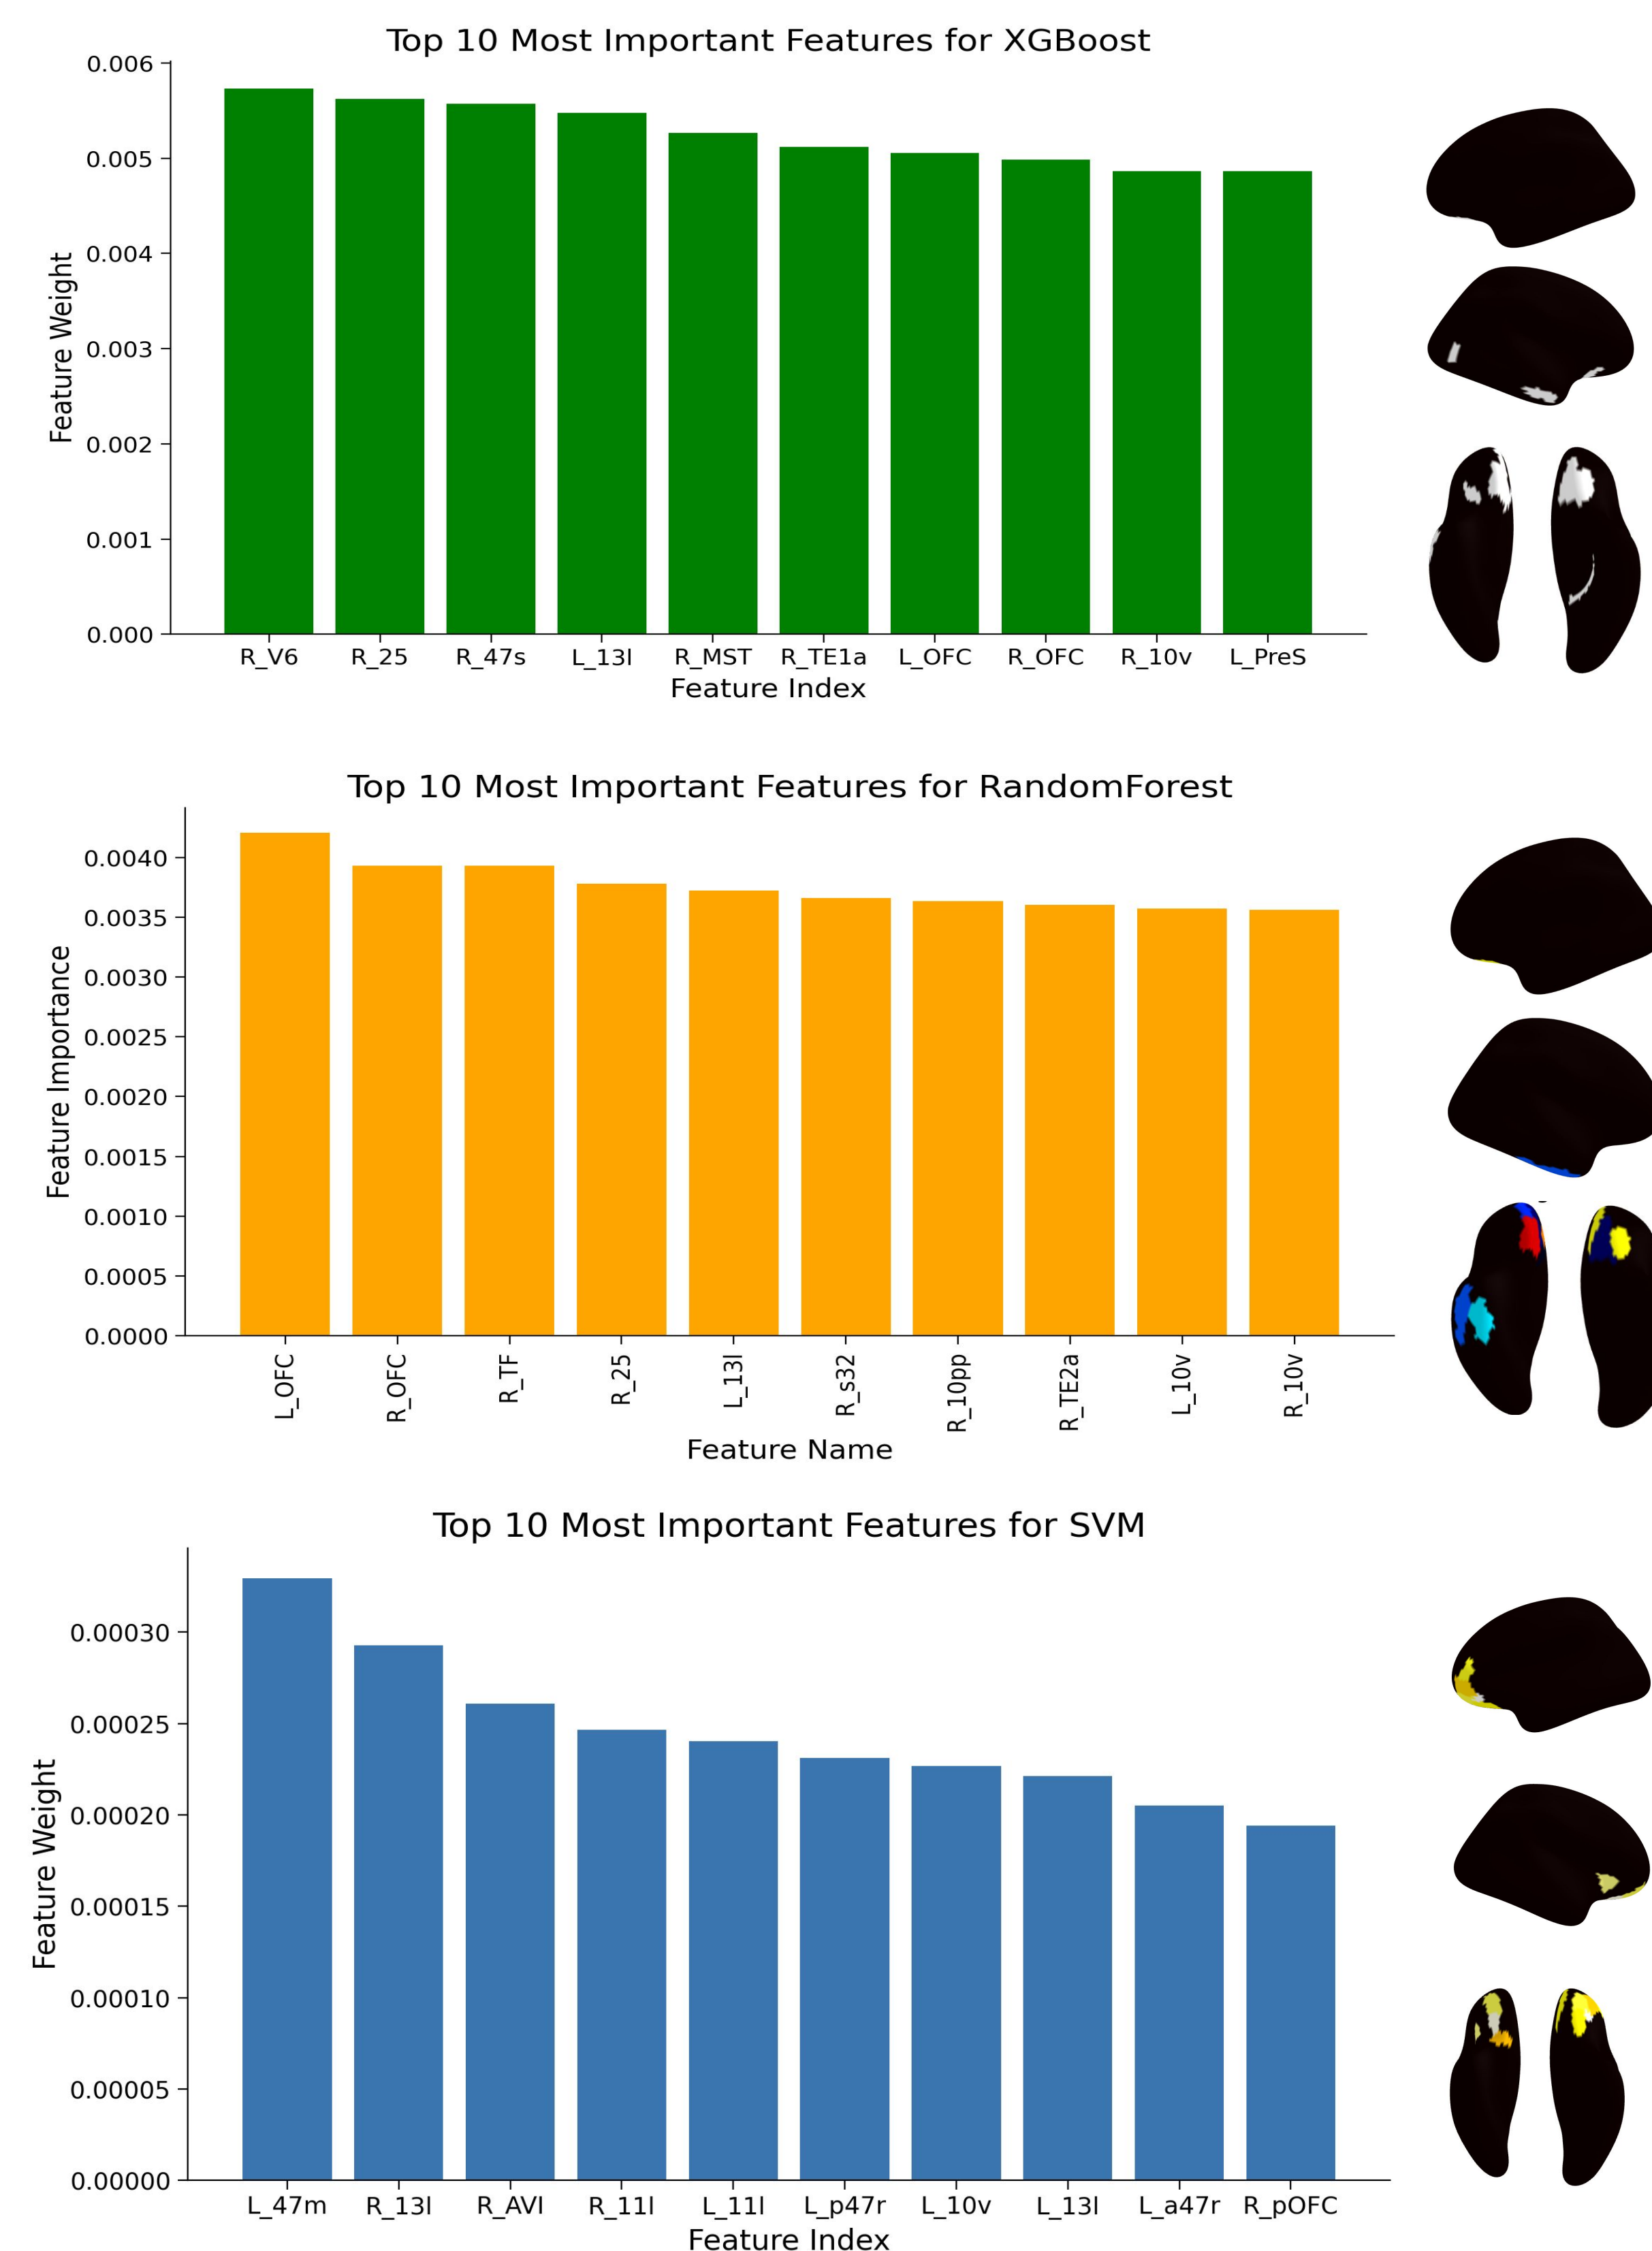 Top 10 Most Important Features for XGBoost
0.006
0.005
0.004
0.003
0.002
0.001
0.000
Feature Weight
R_V6 R_25 R_47s L_13l R_MST R_TE1a L_OFC R_OFC R_10v L_PreS
Feature Index
Top 10 Most Important Features for RandomForest
0.0040
0.0035
0.0030
0.0025
0.0020
0.0015
0.0010
0.0005
0.0000
Feature Importance
L_OFC R_OFC R_TF R_25 L_13l R_s32 R_10pp R_TE2a L_10v R_10v
Feature Name
Top 10 Most Important Features for SVM
0.00030
0.00025
0.00020
0.00015
0.00010
0.00005
0.00000
Feature Weight
L_47m R_13l R_AVI R_11l L_11l L_p47r L_10v L_13l L_a47r R_pOFC
Feature Index